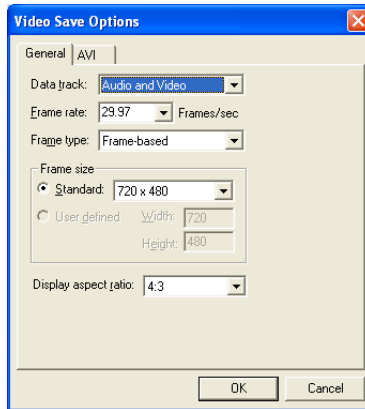 Video Save Options
General AVI
Data track: Audio and Video
Frame rate: 29.97 Frames/sec
Frame type: Frame-based
Frame size
Standard: 720 x 480
User defined Width: 720
Height: 480
Display aspect ratio: 4:3
OK Cancel